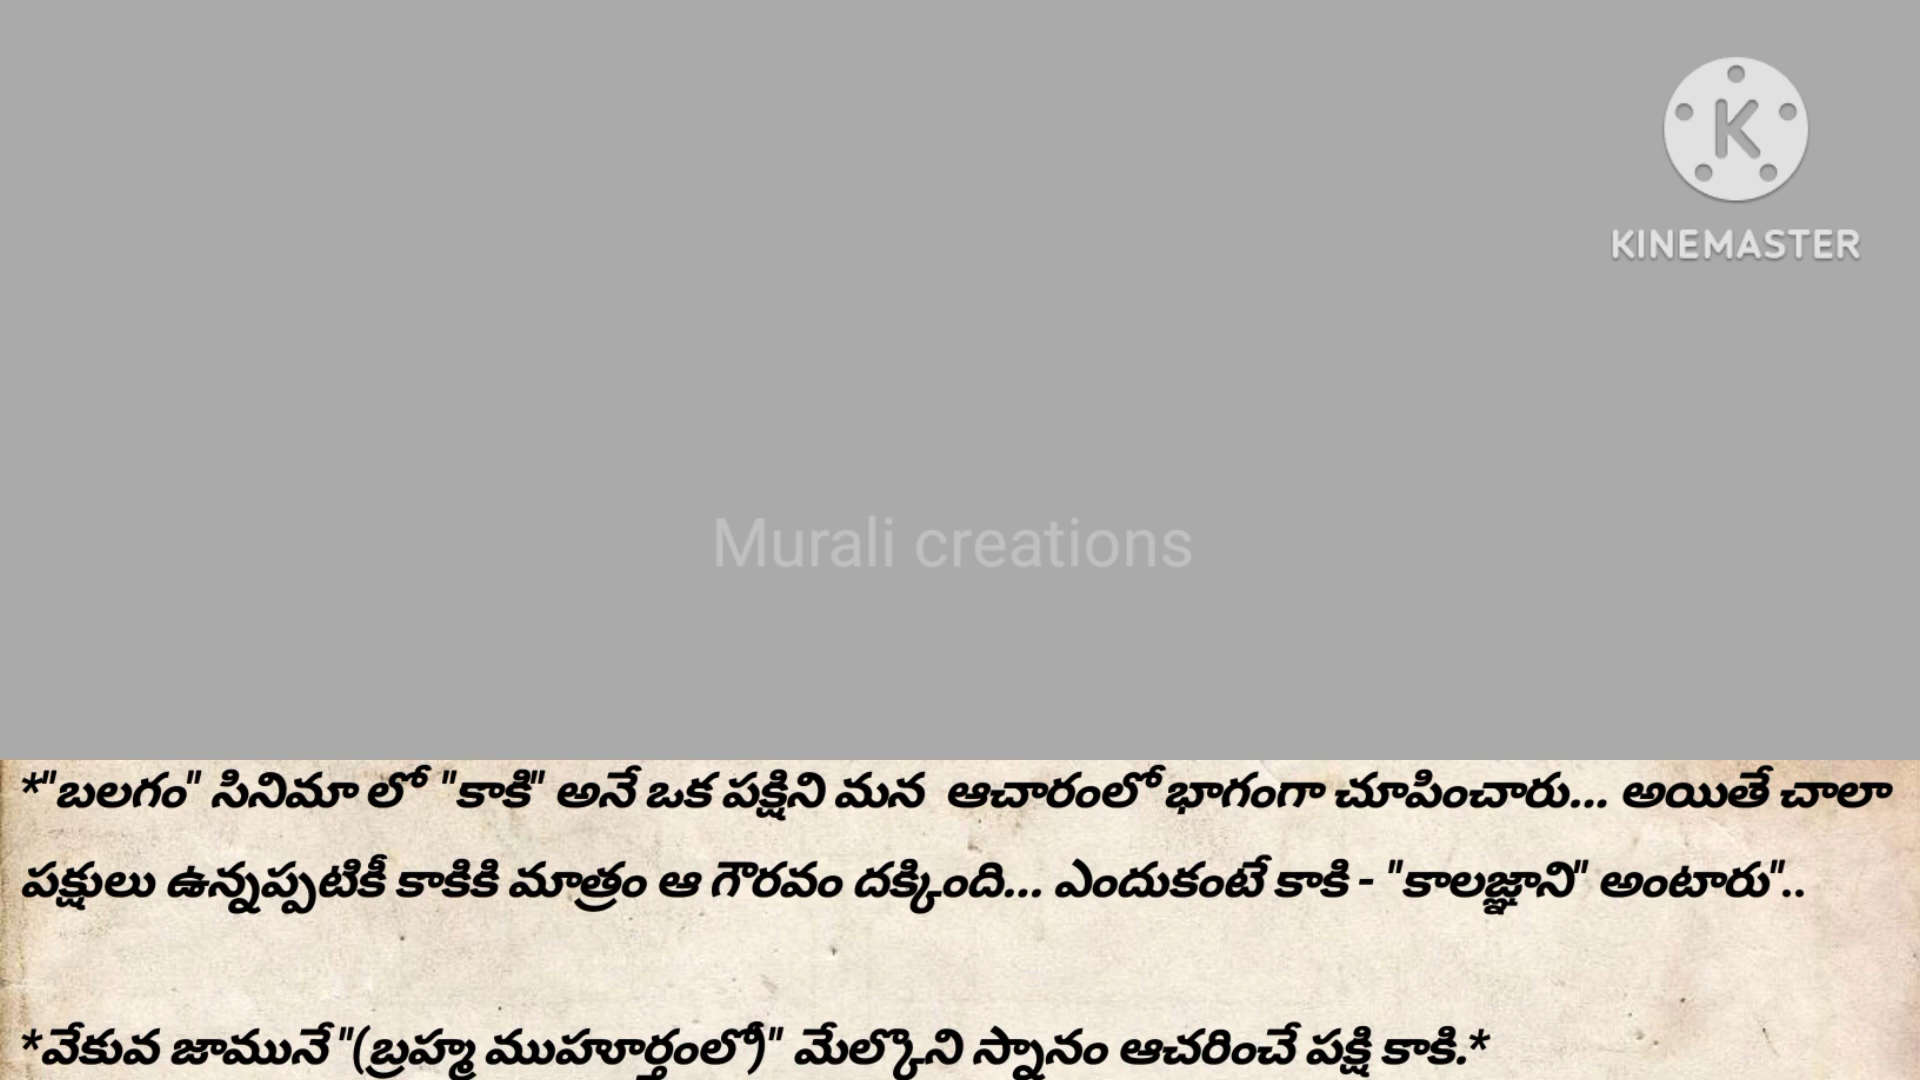 K
KINEMASTER
Murali creations
*"బలగం" సినిమా లో "కాకి" అనే ఒక పక్షిని మన ఆచారంలో భాగంగా చూపించారు... అయితే చాలా
పక్షులు ఉన్నప్పటికీ కాకికి మాత్రం ఆ గౌరవం దక్కింది... ఎందుకంటే కాకి - "కాలజ్ఞాని" అంటారు"..
*వేకువ జామునే"(బ్రహ్మ ముహూర్తంలో)" మేల్కొని స్నానం ఆచరించే పక్షి కాకి.*